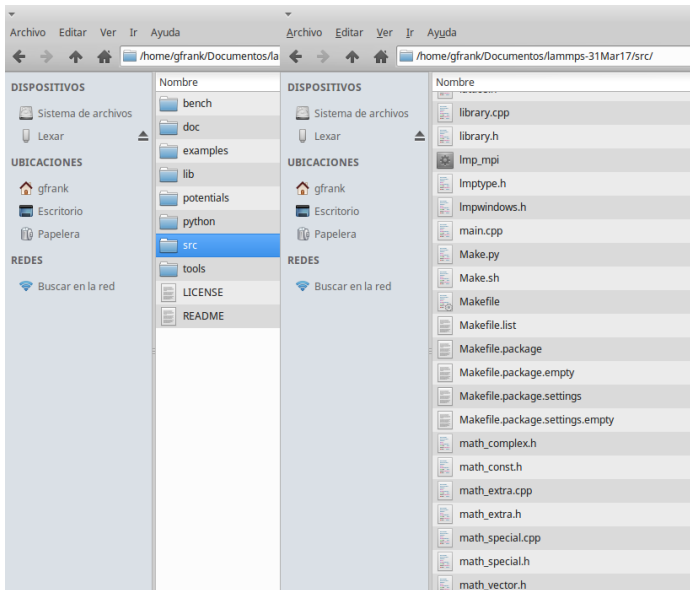 Archivo Editar Ver Ir Ayuda
/home/gfrank/Documentos/la
DISPOSITIVOS
Sistema de archivos
Lexar
UBICACIONES
gfrank
Escritorio
Papelera
REDES
Buscar en la red
Nombre
bench
doc
examples
lib
potentials
python
src
tools
LICENSE
README
Archivo Editar Ver Ir Ayuda
/home/gfrank/Documentos/lammps-31Mar17/src/
DISPOSITIVOS
Sistema de archivos
Lexar
UBICACIONES
gfrank
Escritorio
Papelera
REDES
Buscar en la red
Nombre
library.cpp
library.h
lmp_mpi
lmptype.h
lmpwindows.h
main.cpp
Make.py
Make.sh
Makefile
Makefile.list
Makefile.package
Makefile.package.empty
Makefile.package.settings
Makefile.package.settings.empty
math_complex.h
math_const.h
math_extra.cpp
math_extra.h
math_special.cpp
math_special.h
math_vector.h